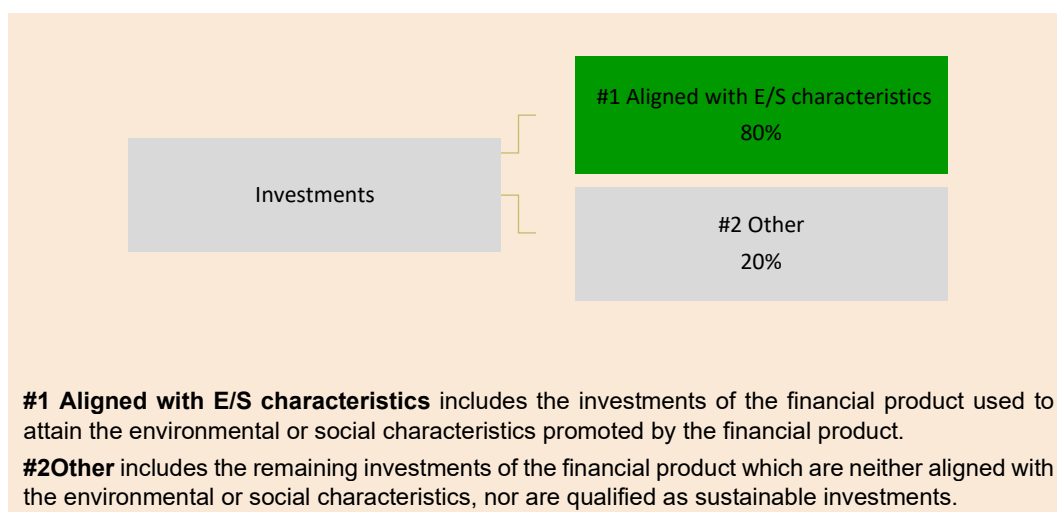 #1 Aligned with E/S characteristics
80%
Investments
#2 Other
20%
#1 Aligned with E/S characteristics includes the investments of the financial product used to
attain the environmental or social characteristics promoted by the financial product.
#2Other includes the remaining investments of the financial product which are neither aligned with
the environmental or social characteristics, nor are qualified as sustainable investments.